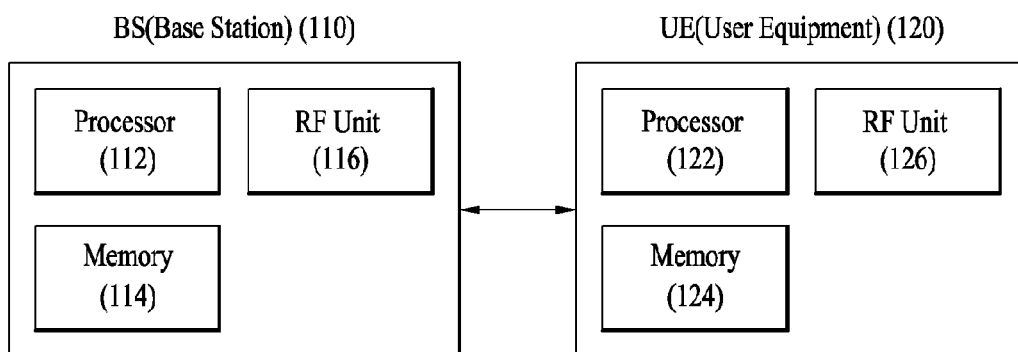 BS(Base Station) (110)
UE(User Equipment) (120)
Processor
(112)
RF Unit
(116)
Memory
(114)
Processor
(122)
RF Unit
(126)
Memory
(124)